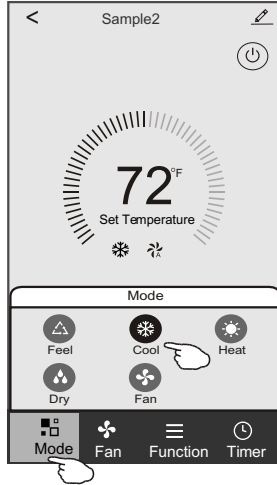 < Sample2
72°F
Set Temperature
A
Mode
Feel Cool Heat
Dry Fan
Mode Fan Function Timer